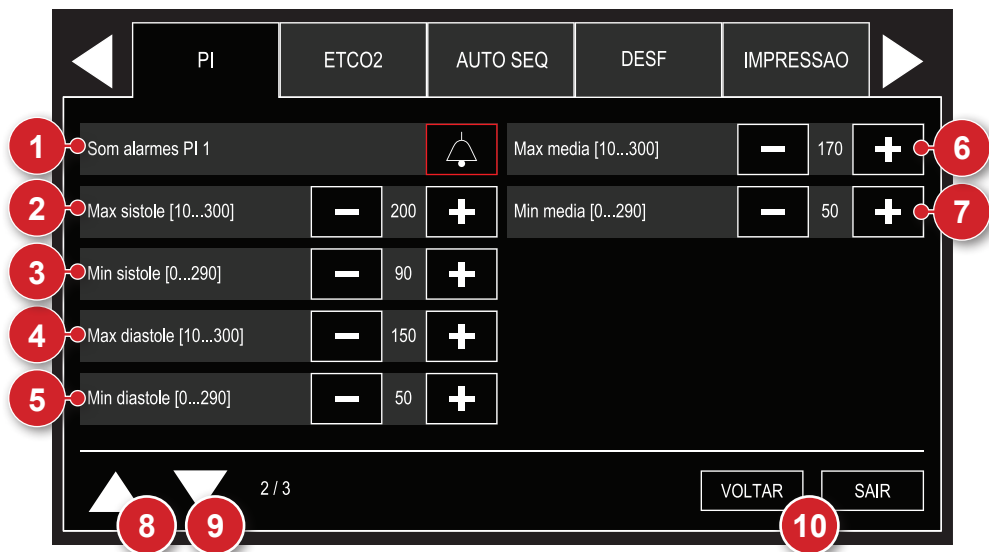 PI
ETCO2
AUTO SEQ
DESF
IMPRESSAO
1
Som alarmes PI 1
2
Max sistole [10...300]
200
3
Min sistole [0...290]
90
4
Max diastole [10...300]
150
5
Min diastole [0...290]
50
Max media [10...300]
170
6
Min media [0...290]
50
7
2 / 3
VOLTAR
SAIR
8
9
10